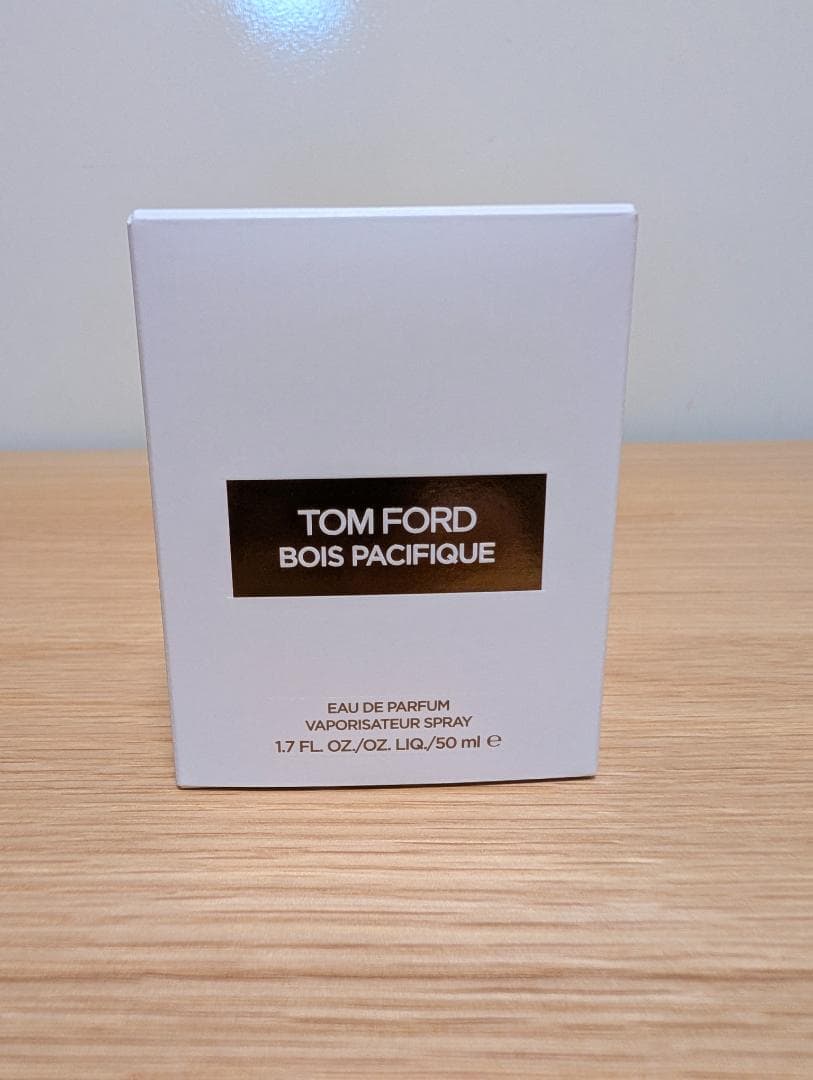 TOM FORD
BOIS PACIFIQUE
EAU DE PARFUM
VAPORISATEUR SPRAY
1.7 FL. OZ./OZ. LIQ./50 ml ℮